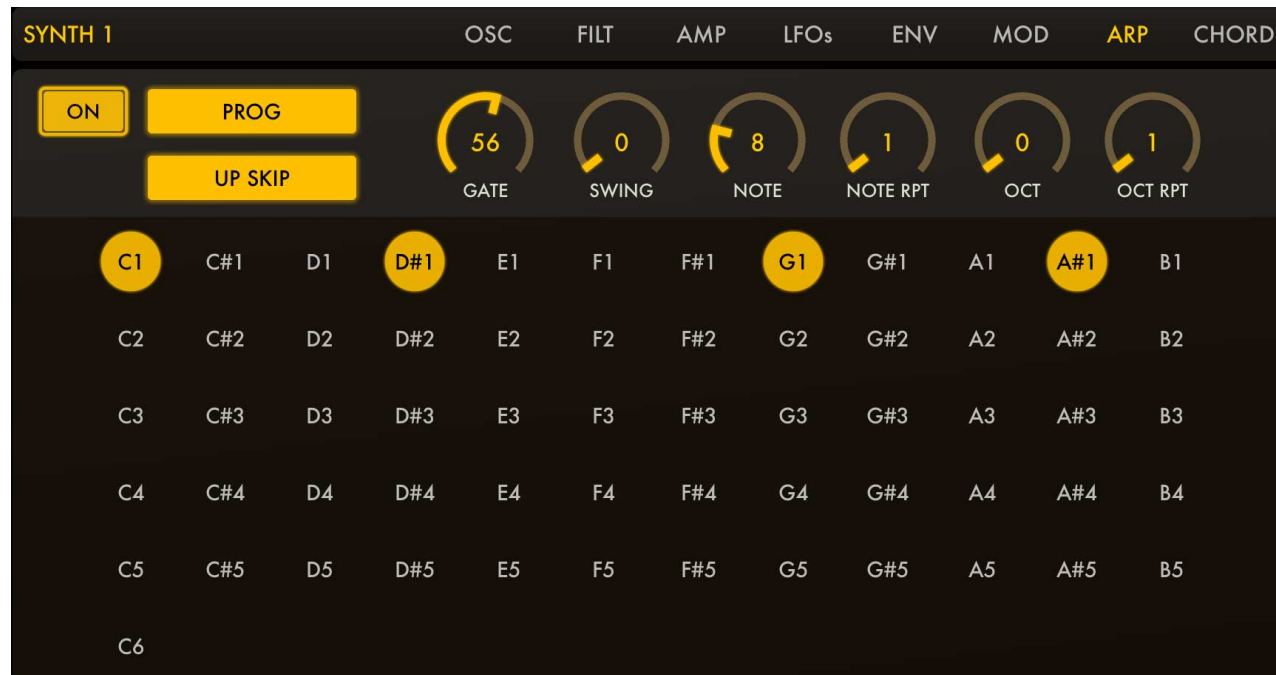 SYNTH 1 OSC FILT AMP LFOs ENV MOD ARP CHORD
ON PROG
UP SKIP
56 0 8 1 0 1
GATE SWING NOTE NOTE RPT OCT OCT RPT
C1 C#1 D1 D#1 E1 F1 F#1 G1 G#1 A1 A#1 B1
C2 C#2 D2 D#2 E2 F2 F#2 G2 G#2 A2 A#2 B2
C3 C#3 D3 D#3 E3 F3 F#3 G3 G#3 A3 A#3 B3
C4 C#4 D4 D#4 E4 F4 F#4 G4 G#4 A4 A#4 B4
C5 C#5 D5 D#5 E5 F5 F#5 G5 G#5 A5 A#5 B5
C6